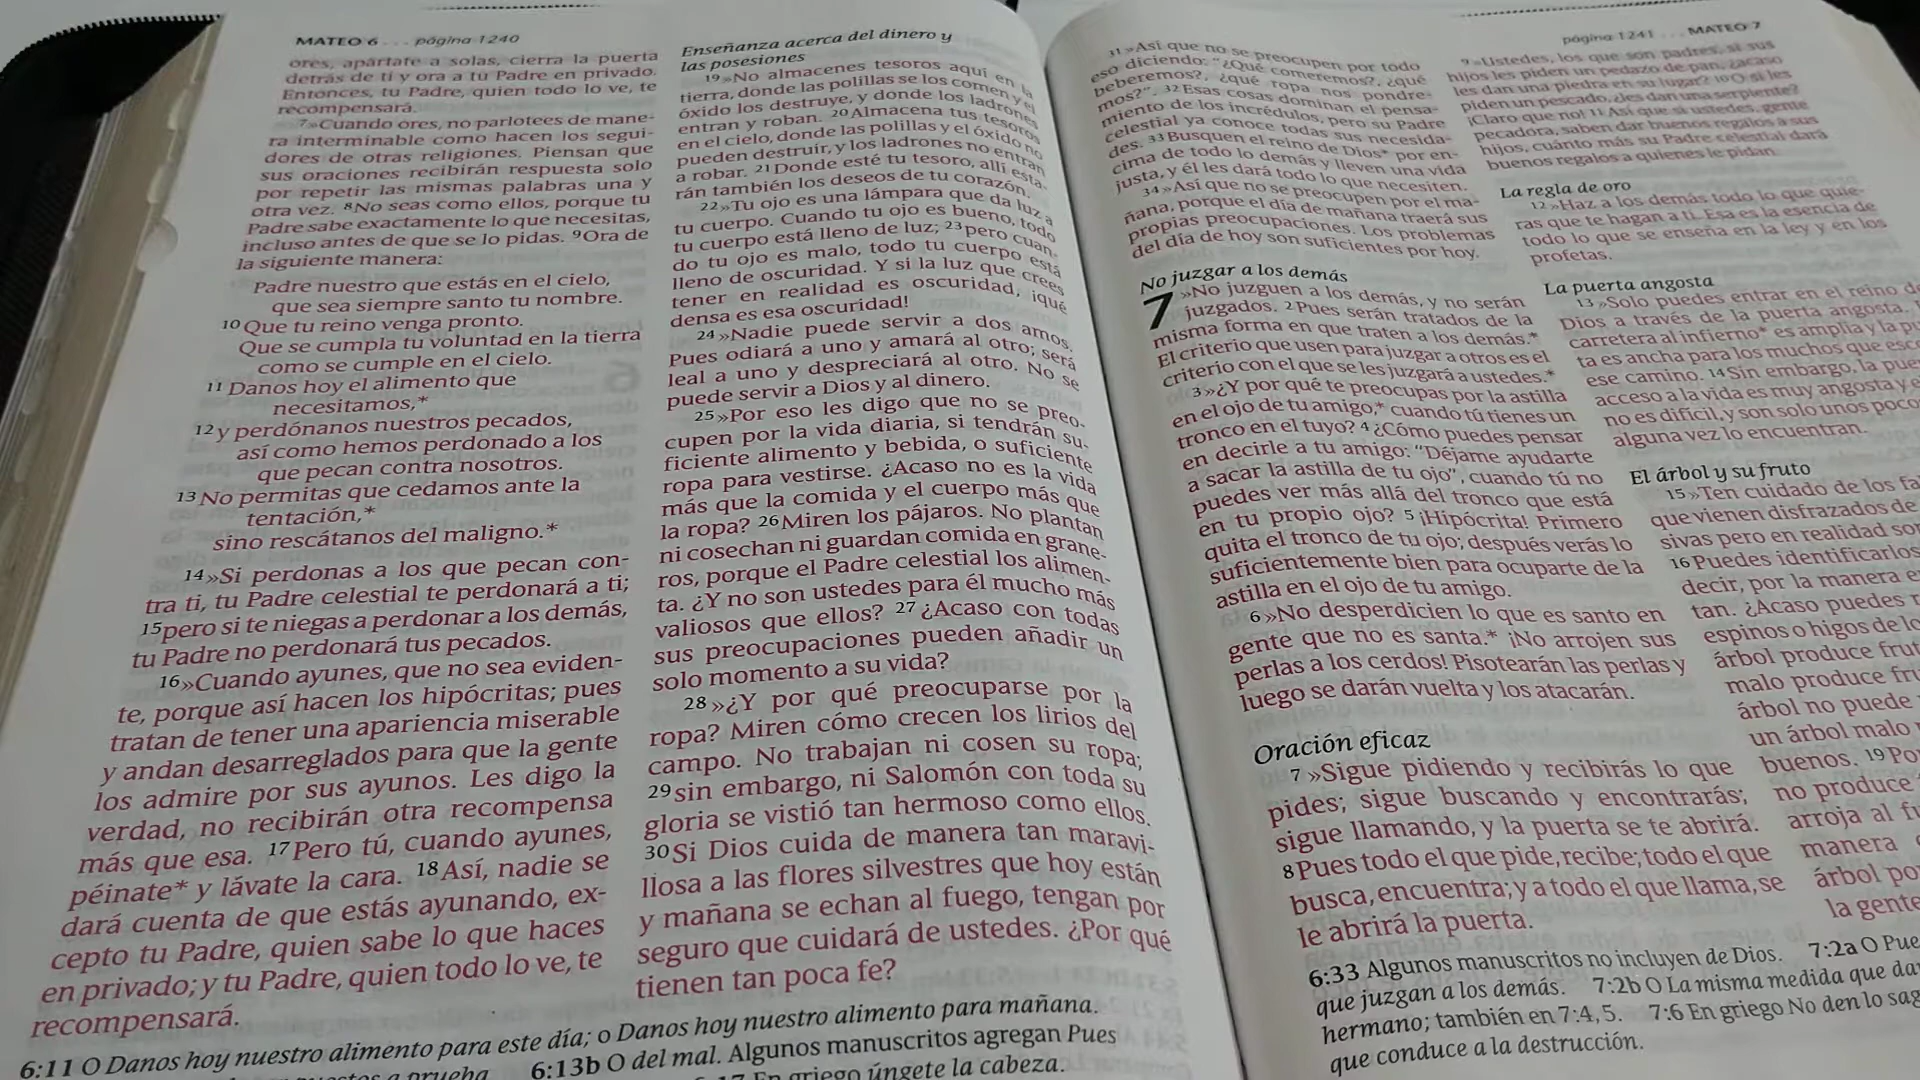 MATEO 6 . . . página 1240
ores, apártate a solas, cierra la puerta
detrás de ti y ora a tu Padre en privado.
Entonces, tu Padre, quien todo lo ve, te
recompensará.
7»Cuando ores, no parlotees de mane-
ra interminable como hacen los segui-
dores de otras religiones. Piensan que
sus oraciones recibirán respuesta solo
por repetir las mismas palabras una y
otra vez. 8No seas como ellos, porque tu
Padre sabe exactamente lo que necesitas,
incluso antes de que se lo pidas. 9Ora de
la siguiente manera:
Padre nuestro que estás en el cielo,
que sea siempre santo tu nombre.
10 Que tu reino venga pronto.
Que se cumpla tu voluntad en la tierra
como se cumple en el cielo.
11 Danos hoy el alimento que
necesitamos,*
12 y perdónanos nuestros pecados,
así como hemos perdonado a los
que pecan contra nosotros.
13 No permitas que cedamos ante la
tentación,*
sino rescátanos del maligno.*
14»Si perdonas a los que pecan con-
tra ti, tu Padre celestial te perdonará a ti;
15pero si te niegas a perdonar a los demás,
tu Padre no perdonará tus pecados.
16»Cuando ayunes, que no sea eviden-
te, porque así hacen los hipócritas; pues
tratan de tener una apariencia miserable
y andan desarreglados para que la gente
los admire por sus ayunos. Les digo la
verdad, no recibirán otra recompensa
más que esa. 17Pero tú, cuando ayunes,
péinate* y lávate la cara. 18Así, nadie se
dará cuenta de que estás ayunando, ex-
cepto tu Padre, quien sabe lo que haces
en privado; y tu Padre, quien todo lo ve, te
recompensará.
Enseñanza acerca del dinero y
las posesiones
19»No almacenes tesoros aquí en la
tierra, donde las polillas se los comen y el
óxido los destruye, y donde los ladrones
entran y roban. 20Almacena tus tesoros
en el cielo, donde las polillas y el óxido no
pueden destruir, y los ladrones no entran
a robar. 21Donde esté tu tesoro, allí esta-
rán también los deseos de tu corazón.
22»Tu ojo es una lámpara que da luz a
tu cuerpo. Cuando tu ojo es bueno, todo
tu cuerpo está lleno de luz; 23pero cuan-
do tu ojo es malo, todo tu cuerpo está
lleno de oscuridad. Y si la luz que crees
tener en realidad es oscuridad, ¡qué
densa es esa oscuridad!
24»Nadie puede servir a dos amos.
Pues odiará a uno y amará al otro; será
leal a uno y despreciará al otro. No se
puede servir a Dios y al dinero.
25»Por eso les digo que no se preo-
cupen por la vida diaria, si tendrán su-
ficiente alimento y bebida, o suficiente
ropa para vestirse. ¿Acaso no es la vida
más que la comida y el cuerpo más que
la ropa? 26Miren los pájaros. No plantan
ni cosechan ni guardan comida en grane-
ros, porque el Padre celestial los alimen-
ta. ¿Y no son ustedes para él mucho más
valiosos que ellos? 27¿Acaso con todas
sus preocupaciones pueden añadir un
solo momento a su vida?
28»¿Y por qué preocuparse por la
ropa? Miren cómo crecen los lirios del
campo. No trabajan ni cosen su ropa;
29sin embargo, ni Salomón con toda su
gloria se vistió tan hermoso como ellos.
30Si Dios cuida de manera tan maravi-
llosa a las flores silvestres que hoy están
y mañana se echan al fuego, tengan por
seguro que cuidará de ustedes. ¿Por qué
tienen tan poca fe?
6:11 O Danos hoy nuestro alimento para este día; o Danos hoy nuestro alimento para mañana.
a prueba 6:13b O del mal. Algunos manuscritos agregan Pues
En griego úngete la cabeza.
página 1241 . . . MATEO 7
31»Así que no se preocupen por todo
eso diciendo: “¿Qué comeremos?, ¿qué
beberemos?, ¿qué ropa nos pondre-
mos?”. 32Esas cosas dominan el pensa-
miento de los incrédulos, pero su Padre
celestial ya conoce todas sus necesida-
des. 33Busquen el reino de Dios* por en-
cima de todo lo demás y lleven una vida
justa, y él les dará todo lo que necesiten.
34»Así que no se preocupen por el ma-
ñana, porque el día de mañana traerá sus
propias preocupaciones. Los problemas
del día de hoy son suficientes por hoy.
No juzgar a los demás
7 »No juzguen a los demás, y no serán
juzgados. 2Pues serán tratados de la
misma forma en que traten a los demás.*
El criterio que usen para juzgar a otros es el
criterio con el que se les juzgará a ustedes.*
3»¿Y por qué te preocupas por la astilla
en el ojo de tu amigo,* cuando tú tienes un
tronco en el tuyo? 4¿Cómo puedes pensar
en decirle a tu amigo: “Déjame ayudarte
a sacar la astilla de tu ojo”, cuando tú no
puedes ver más allá del tronco que está
en tu propio ojo? 5¡Hipócrita! Primero
quita el tronco de tu ojo; después verás lo
suficientemente bien para ocuparte de la
astilla en el ojo de tu amigo.
6»No desperdicien lo que es santo en
gente que no es santa.* ¡No arrojen sus
perlas a los cerdos! Pisotearán las perlas y
luego se darán vuelta y los atacarán.
Oración eficaz
7 »Sigue pidiendo y recibirás lo que
pides; sigue buscando y encontrarás;
sigue llamando, y la puerta se te abrirá.
8Pues todo el que pide, recibe; todo el que
busca, encuentra; y a todo el que llama, se
le abrirá la puerta.
9»Ustedes, los que son padres, si sus
hijos les piden un pedazo de pan, ¿acaso
les dan una piedra en su lugar? 10O si les
piden un pescado, ¿les dan una serpiente?
¡Claro que no! 11Así que si ustedes, gente
pecadora, saben dar buenos regalos a sus
hijos, cuánto más su Padre celestial dará
buenos regalos a quienes le pidan.
La regla de oro
12»Haz a los demás todo lo que quie-
ras que te hagan a ti. Esa es la esencia de
todo lo que se enseña en la ley y en los
profetas.
La puerta angosta
13»Solo puedes entrar en el reino de
Dios a través de la puerta angosta.
carretera al infierno* es amplia y la pu
ta es ancha para los muchos que esc
ese camino. 14Sin embargo, la pue
acceso a la vida es muy angosta y e
no es difícil, y son solo unos poco
alguna vez lo encuentran.
El árbol y su fruto
15»Ten cuidado de los fa
que vienen disfrazados de
sivas pero en realidad so
16Puedes identificarlos
decir, por la manera e
tan. ¿Acaso puedes r
espinos o higos de lo
árbol produce frut
malo produce fru
árbol no puede
un árbol malo
buenos. 19Po
no produce
arroja al fu
manera
árbol po
la gente
6:33 Algunos manuscritos no incluyen de Dios. 7:2a O Pue
que juzgan a los demás. 7:2b O La misma medida que da
hermano; también en 7:4, 5. 7:6 En griego No den lo sag
que conduce a la destrucción.